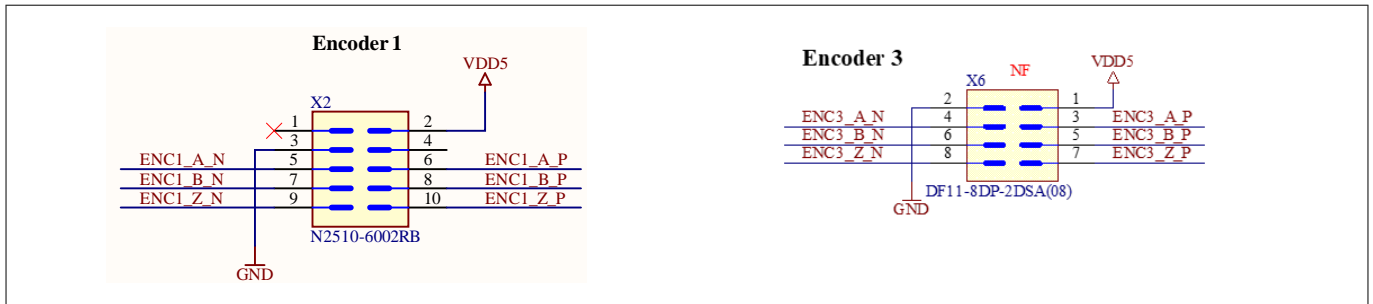 Encoder 1
VDD5
X2
1 2
3 4
ENC1_A_N 5 6 ENC1_A_P
ENC1_B_N 7 8 ENC1_B_P
ENC1_Z_N 9 10 ENC1_Z_P
N2510-6002RB
GND
Encoder 3
NF
VDD5
X6
2 1
ENC3_A_N 4 3 ENC3_A_P
ENC3_B_N 6 5 ENC3_B_P
ENC3_Z_N 8 7 ENC3_Z_P
DF11-8DP-2DSA(08)
GND